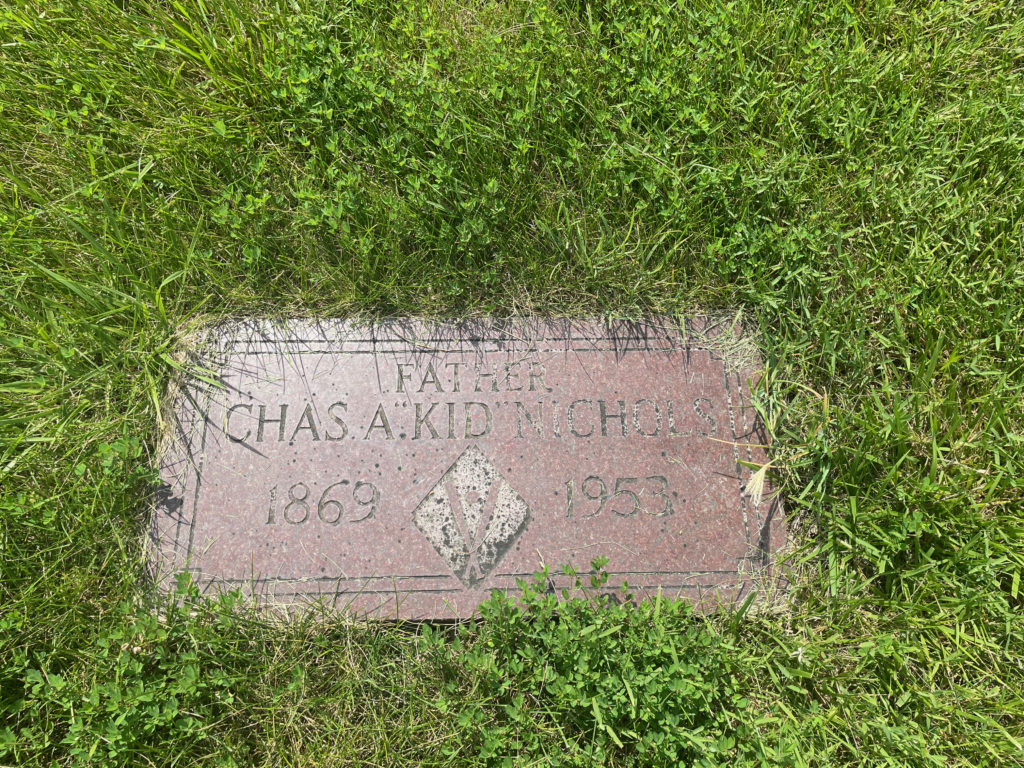 FATHER
CHAS. A. "KID" NICHOLS
1869 1953